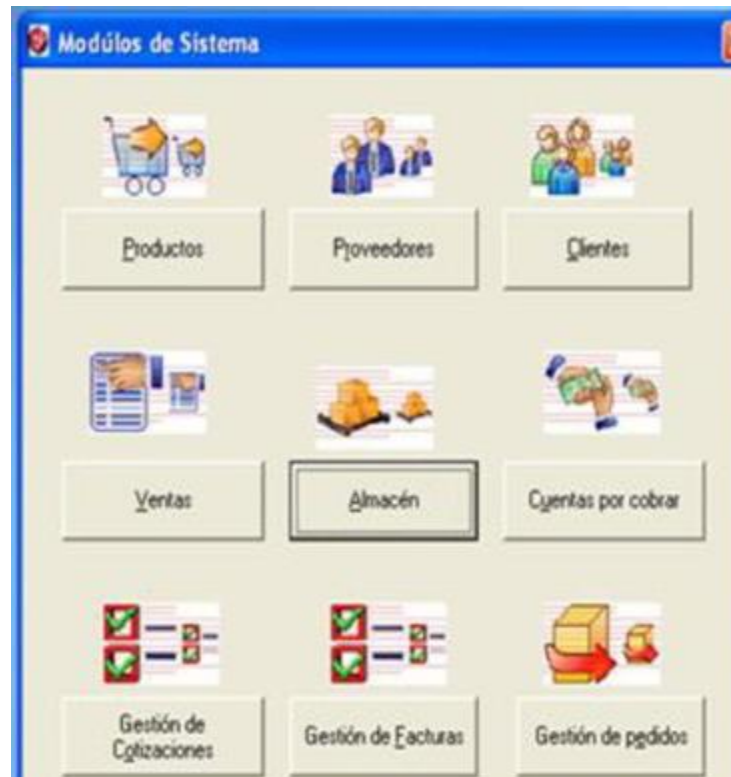 Modúlos de Sistema
Productos
Proveedores
Clientes
Ventas
Almacén
Cuentas por cobrar
Gestión de
Cotizaciones
Gestión de Facturas
Gestión de pedidos